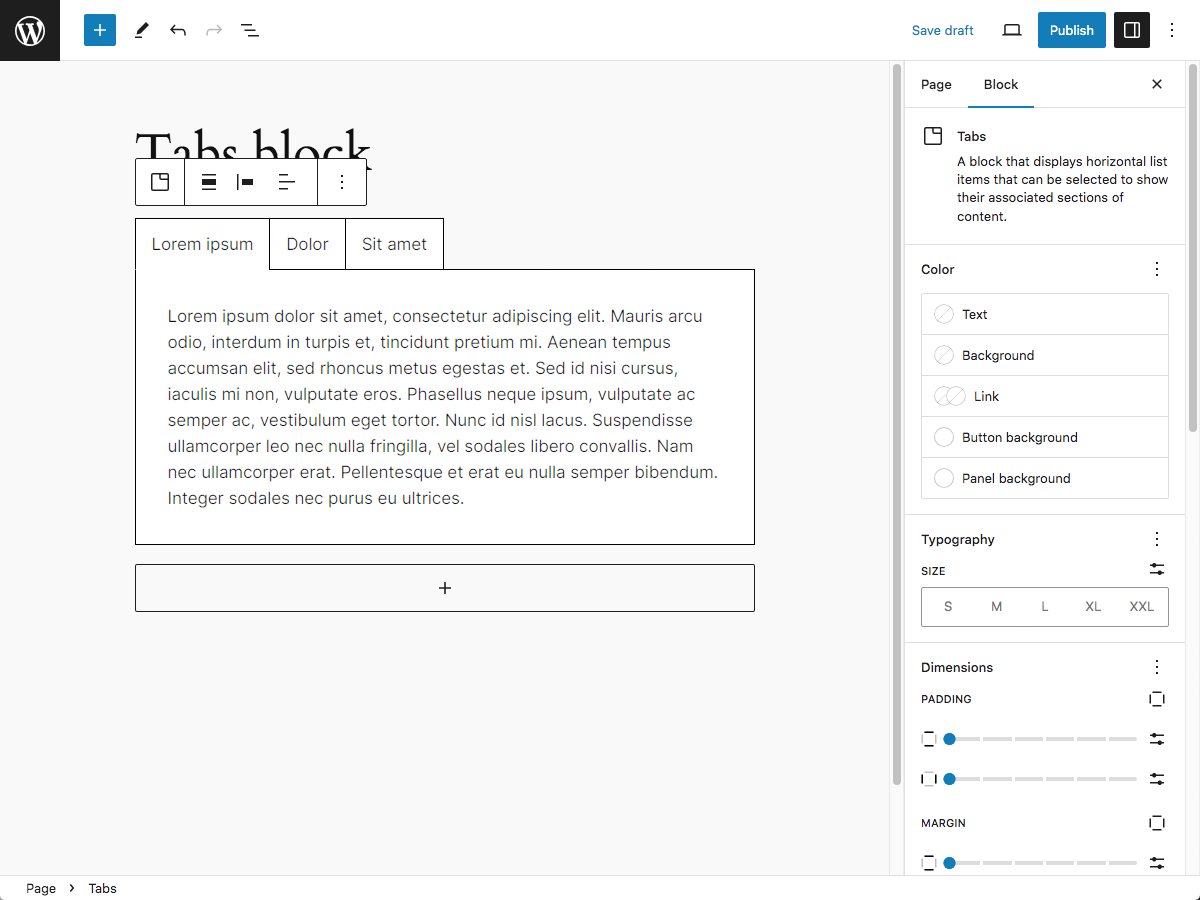 Save draft
Publish
Tabs block
Lorem ipsum
Dolor
Sit amet
Lorem ipsum dolor sit amet, consectetur adipiscing elit. Mauris arcu
odio, interdum in turpis et, tincidunt pretium mi. Aenean tempus
accumsan elit, sed rhoncus metus egestas et. Sed id nisi cursus,
iaculis mi non, vulputate eros. Phasellus neque ipsum, vulputate ac
semper ac, vestibulum eget tortor. Nunc id nisl lacus. Suspendisse
ullamcorper leo nec nulla fringilla, vel sodales libero convallis. Nam
nec ullamcorper erat. Pellentesque et erat eu nulla semper bibendum.
Integer sodales nec purus eu ultrices.
Page
Block
Tabs
A block that displays horizontal list
items that can be selected to show
their associated sections of
content.
Color
Text
Background
Link
Button background
Panel background
Typography
SIZE
S M L XL XXL
Dimensions
PADDING
MARGIN
Page > Tabs